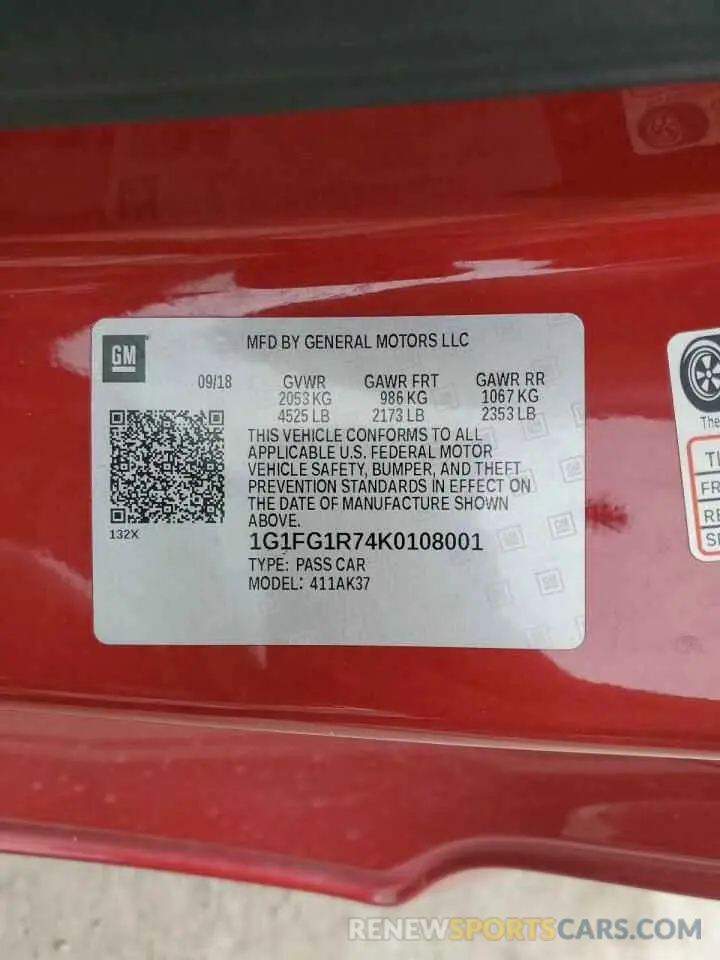 GM
MFD BY GENERAL MOTORS LLC
09/18 GVWR GAWR FRT GAWR RR
2053 KG 986 KG 1067 KG
4525 LB 2173 LB 2353 LB
THIS VEHICLE CONFORMS TO ALL
APPLICABLE U.S. FEDERAL MOTOR
VEHICLE SAFETY, BUMPER, AND THEFT
PREVENTION STANDARDS IN EFFECT ON
THE DATE OF MANUFACTURE SHOWN
ABOVE.
132X
1G1FG1R74K0108001
TYPE: PASS CAR
MODEL: 411AK37
The
RENEWSPORTSCARS.COM